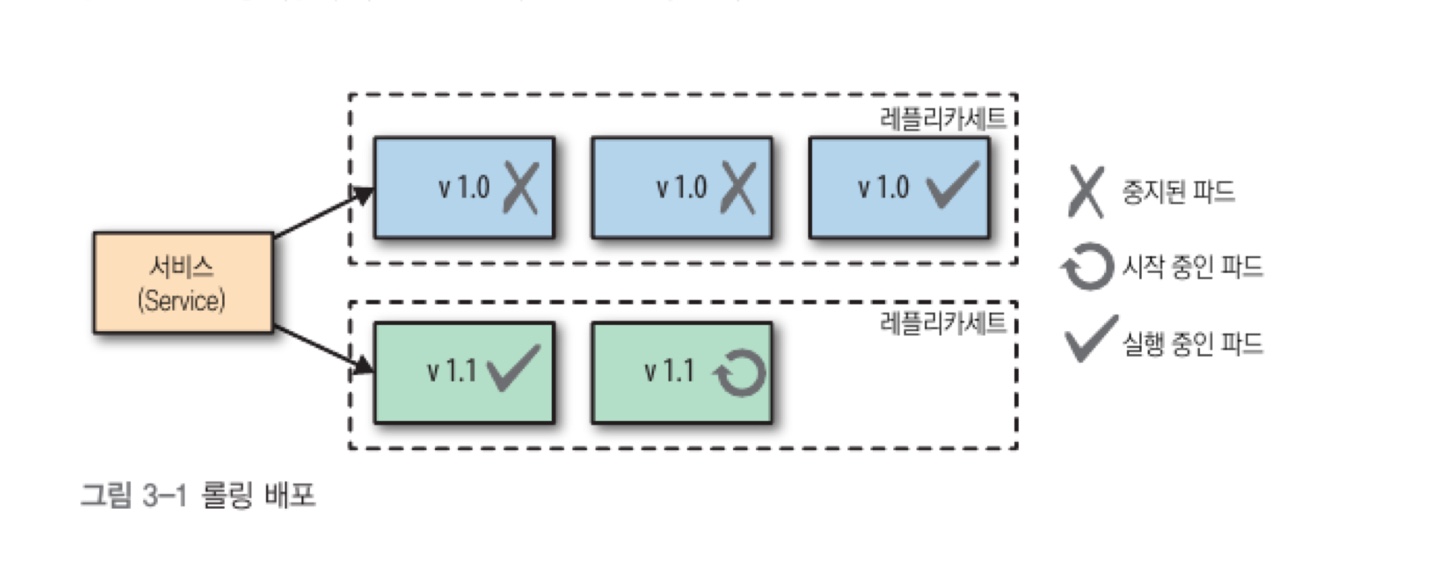 레플리카세트
v 1.0
v 1.0
v 1.0
중지된 파드
시작 중인 파드
실행 중인 파드
서비스
(Service)
레플리카세트
v 1.1
v 1.1
그림 3-1 롤링 배포